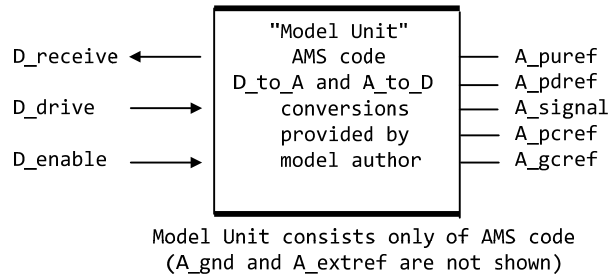 "Model Unit"
D_receive AMS code A_puref
D_to_A and A_to_D A_pdref
D_drive conversions A_signal
provided by A_pcref
D_enable model author A_gcref
Model Unit consists only of AMS code
(A_gnd and A_extref are not shown)